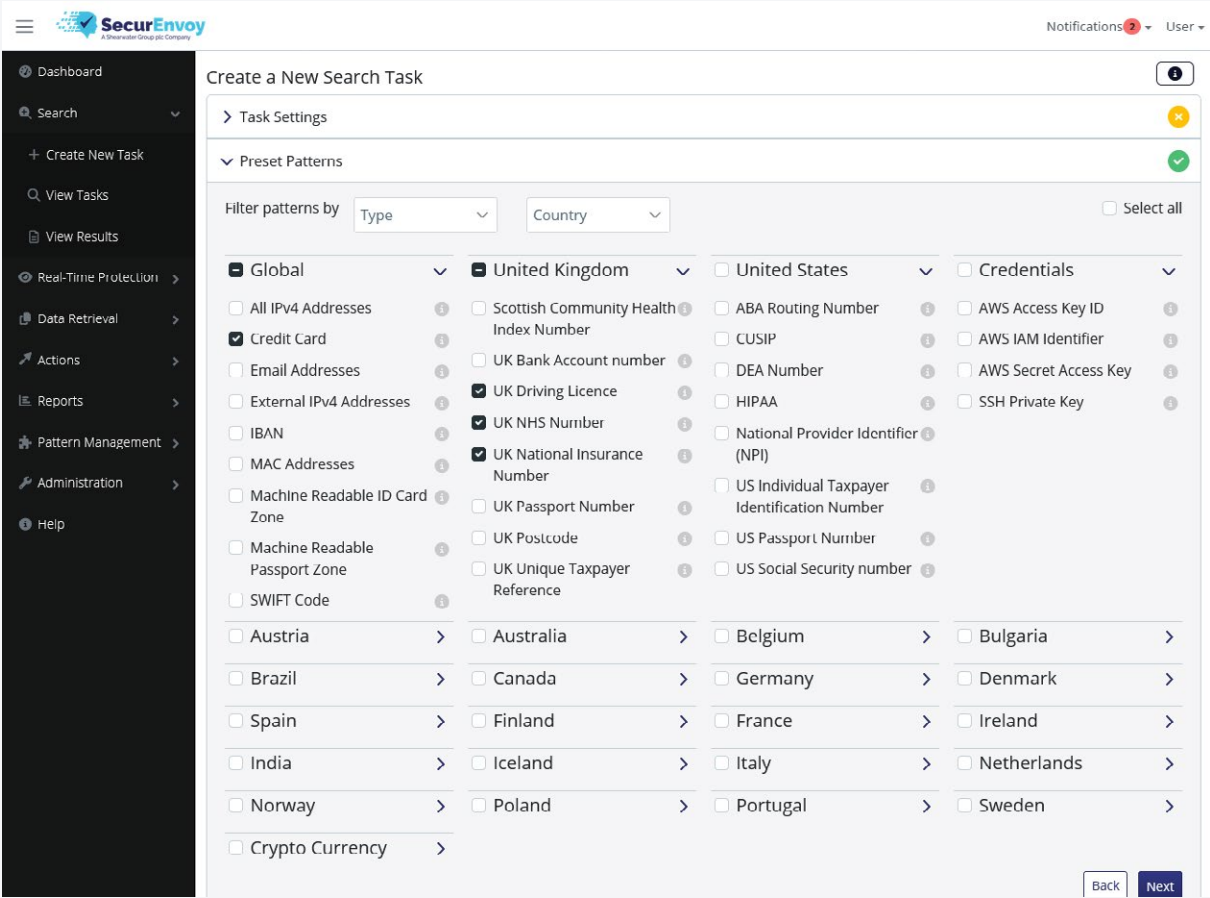 SecurEnvoy
A Shearwater Group plc Company
Notifications 2
User
Dashboard
Search
Create New Task
View Tasks
View Results
Real-Time Protection
Data Retrieval
Actions
Reports
Pattern Management
Administration
Help
Create a New Search Task
Task Settings
Preset Patterns
Filter patterns by
Type
Country
Select all
Global
All IPv4 Addresses
Credit Card
Email Addresses
External IPv4 Addresses
IBAN
MAC Addresses
Machine Readable ID Card
Zone
Machine Readable
Passport Zone
SWIFT Code
United Kingdom
Scottish Community Health
Index Number
UK Bank Account number
UK Driving Licence
UK NHS Number
UK National Insurance
Number
UK Passport Number
UK Postcode
UK Unique Taxpayer
Reference
United States
ABA Routing Number
CUSIP
DEA Number
HIPAA
National Provider Identifier
(NPI)
US Individual Taxpayer
Identification Number
US Passport Number
US Social Security number
Credentials
AWS Access Key ID
AWS IAM Identifier
AWS Secret Access Key
SSH Private Key
Austria
Australia
Belgium
Bulgaria
Brazil
Canada
Germany
Denmark
Spain
Finland
France
Ireland
India
Iceland
Italy
Netherlands
Norway
Poland
Portugal
Sweden
Crypto Currency
Back
Next